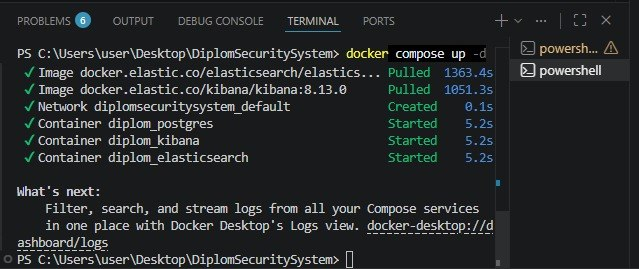 PROBLEMS 6 OUTPUT DEBUG CONSOLE TERMINAL PORTS
PS C:\Users\user\Desktop\DiplomSecuritySystem> docker compose up -d
✓ Image docker.elastic.co/elasticsearch/elastics... Pulled 1363.4s
✓ Image docker.elastic.co/kibana/kibana:8.13.0 Pulled 1051.3s
✓ Network diplomsecuritysystem_default Created 0.1s
✓ Container diplom_postgres Started 5.2s
✓ Container diplom_kibana Started 5.2s
✓ Container diplom_elasticsearch Started 5.2s
What's next:
Filter, search, and stream logs from all your Compose services
in one place with Docker Desktop's Logs view. docker-desktop://d
ashboard/logs
PS C:\Users\user\Desktop\DiplomSecuritySystem>
powersh...
powershell